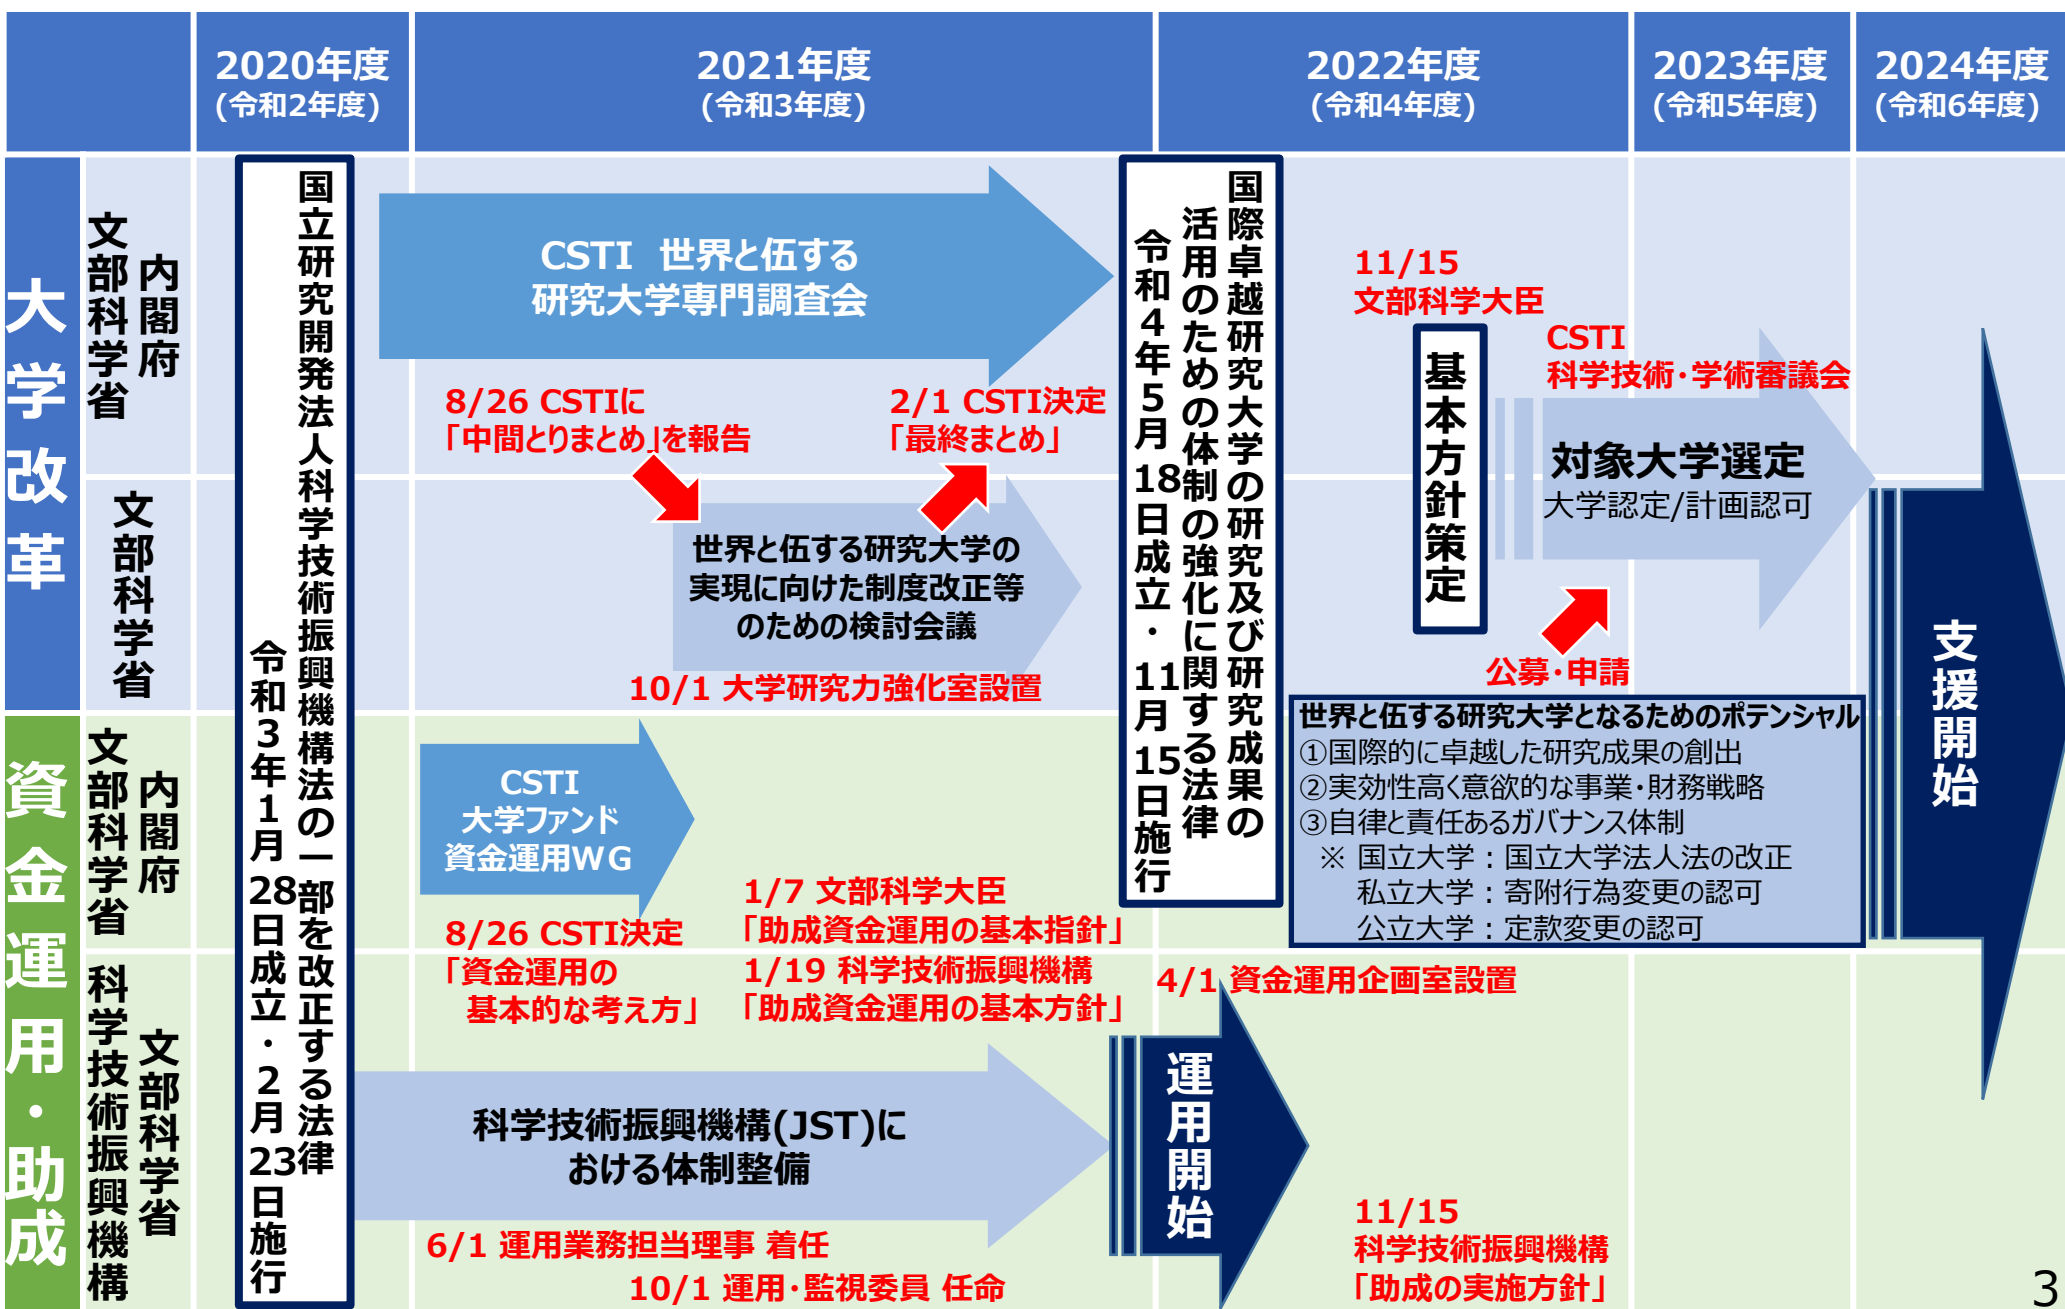 2020年度
(令和2年度)
2021年度
(令和3年度)
2022年度
(令和4年度)
2023年度
(令和5年度)
2024年度
(令和6年度)
大学改革
内閣府
文部科学省
文部科学省
資金運用・助成
内閣府
文部科学省
文部科学省
科学技術振興機構
国立研究開発法人科学技術振興機構法の一部を改正する法律
令和3年1月28日成立・2月23日施行
CSTI 世界と伍する
研究大学専門調査会
8/26 CSTIに
「中間とりまとめ」を報告
2/1 CSTI決定
「最終まとめ」
世界と伍する研究大学の
実現に向けた制度改正等
のための検討会議
10/1 大学研究力強化室設置
国際卓越研究大学の研究及び研究成果の
活用のための体制の強化に関する法律
令和4年5月18日成立・11月15日施行
11/15
文部科学大臣
基本方針策定
CSTI
科学技術・学術審議会
対象大学選定
大学認定/計画認可
公募・申請
世界と伍する研究大学となるためのポテンシャル
①国際的に卓越した研究成果の創出
②実効性高く意欲的な事業・財務戦略
③自律と責任あるガバナンス体制
※ 国立大学：国立大学法人法の改正
私立大学：寄附行為変更の認可
公立大学：定款変更の認可
支援開始
CSTI
大学ファンド
資金運用WG
8/26 CSTI決定
「資金運用の
基本的な考え方」
1/7 文部科学大臣
「助成資金運用の基本指針」
1/19 科学技術振興機構
「助成資金運用の基本方針」
4/1 資金運用企画室設置
科学技術振興機構(JST)に
おける体制整備
運用開始
6/1 運用業務担当理事 着任
10/1 運用・監視委員 任命
11/15
科学技術振興機構
「助成の実施方針」
3